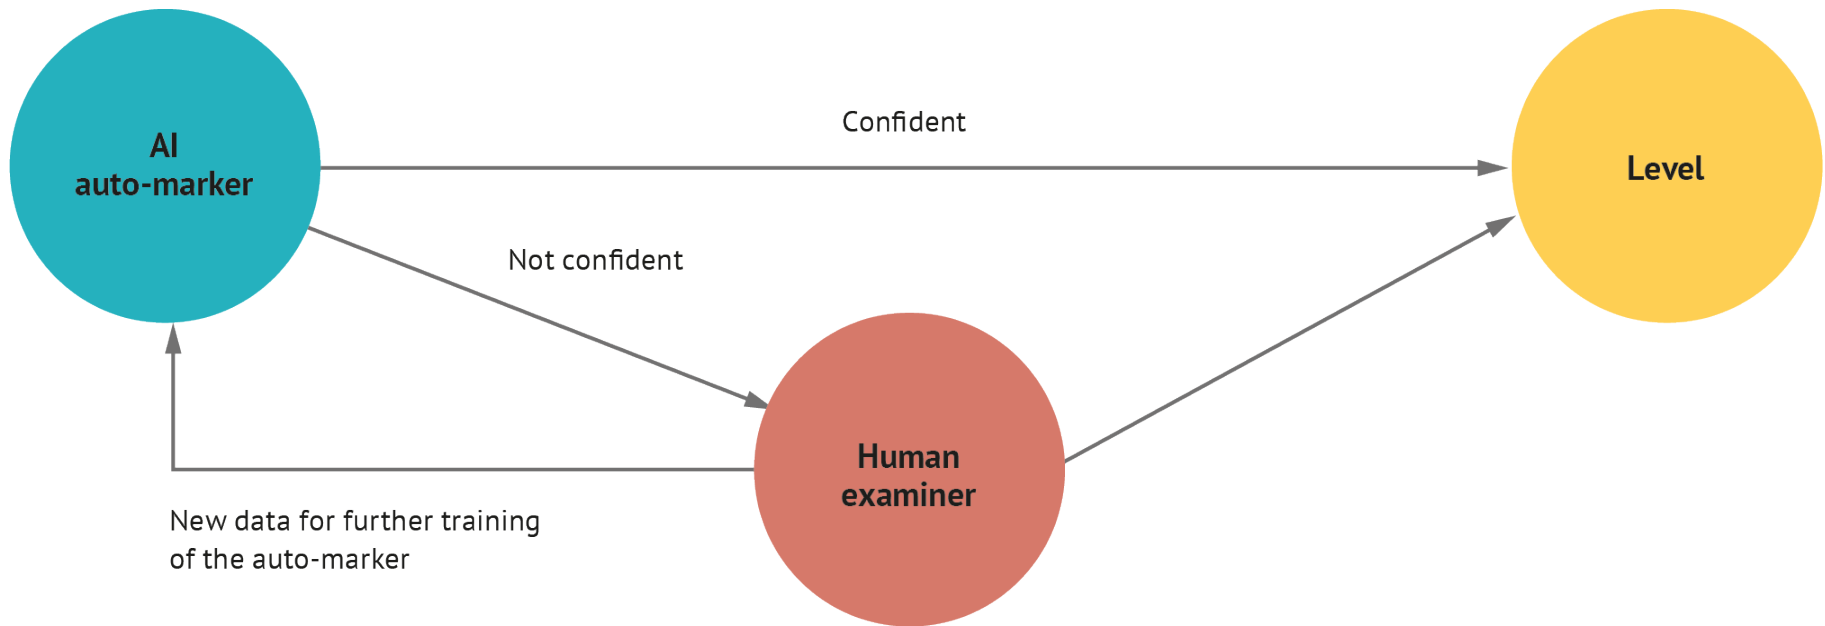 AI
auto-marker
Confident
Level
Not confident
Human
examiner
New data for further training
of the auto-marker